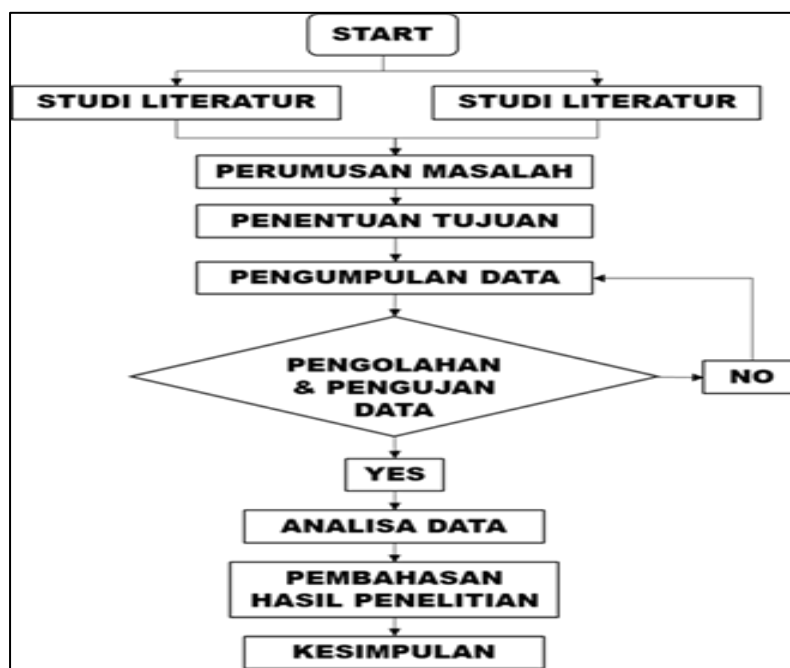 START
STUDI LITERATUR
STUDI LITERATUR
PERUMUSAN MASALAH
PENENTUAN TUJUAN
PENGUMPULAN DATA
PENGOLAHAN
& PENGUJAN
DATA
NO
YES
ANALISA DATA
PEMBAHASAN
HASIL PENELITIAN
KESIMPULAN